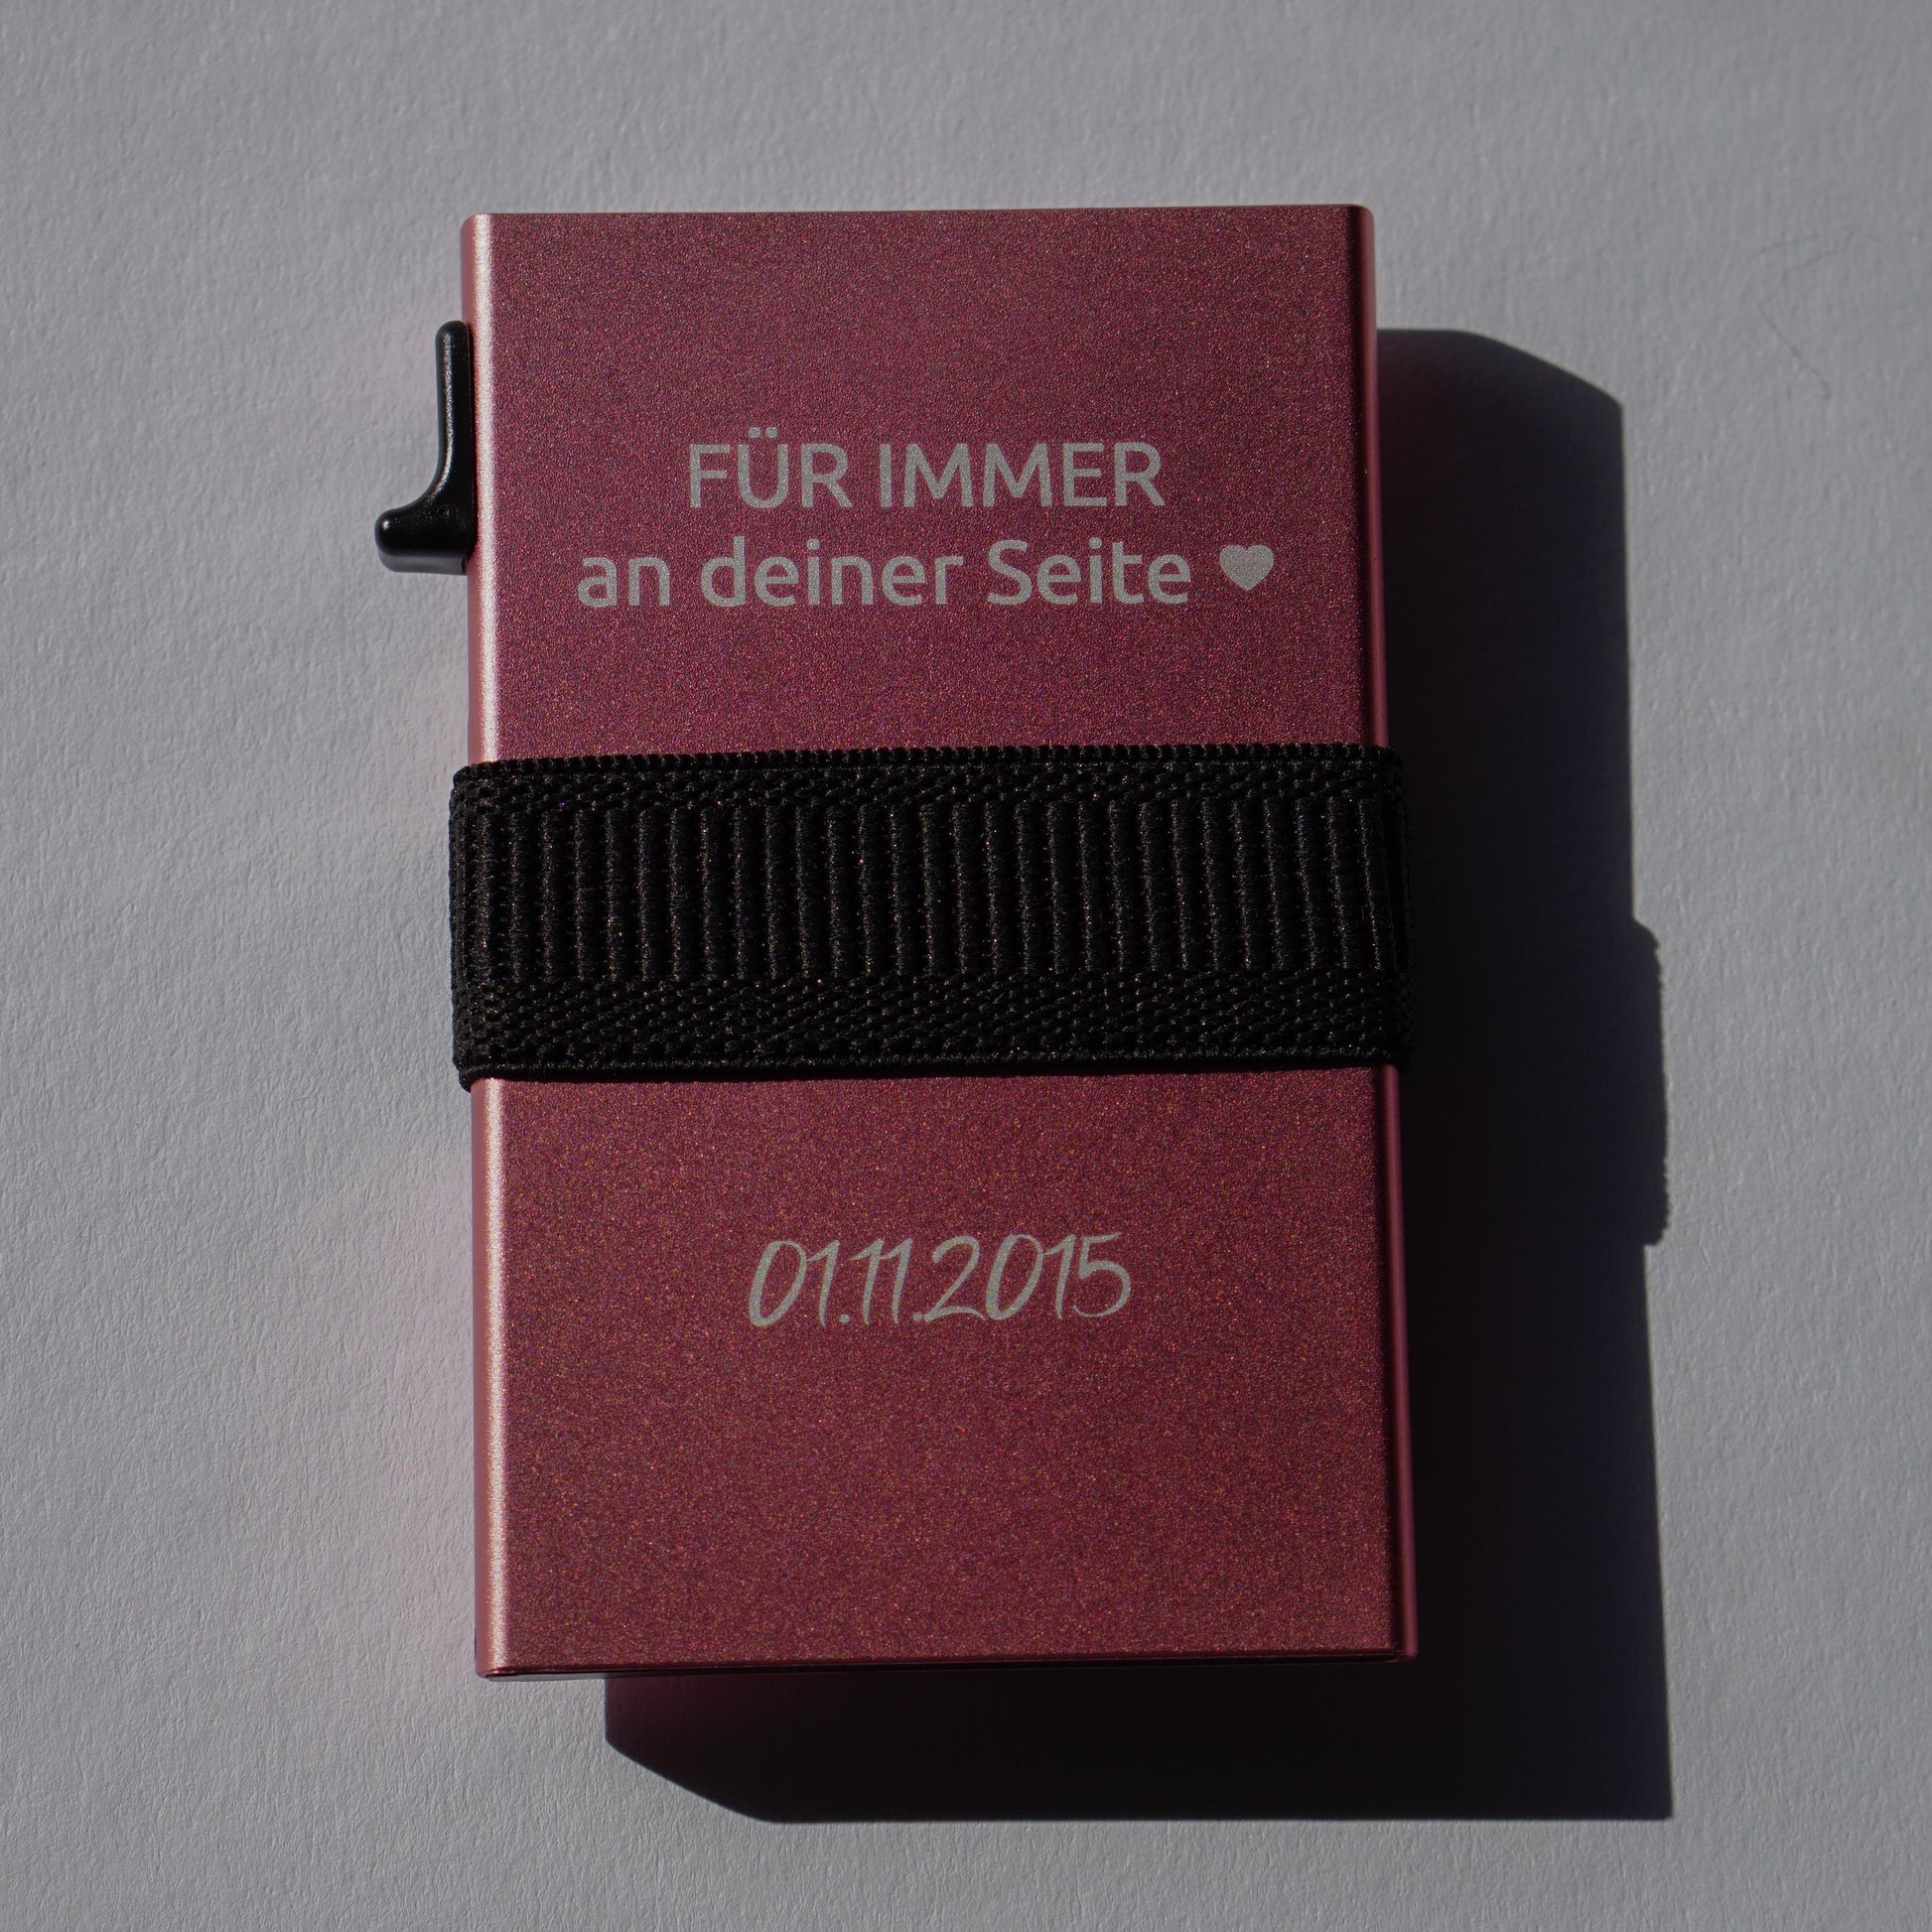 FÜR IMMER
an deiner Seite ♥
01.11.2015